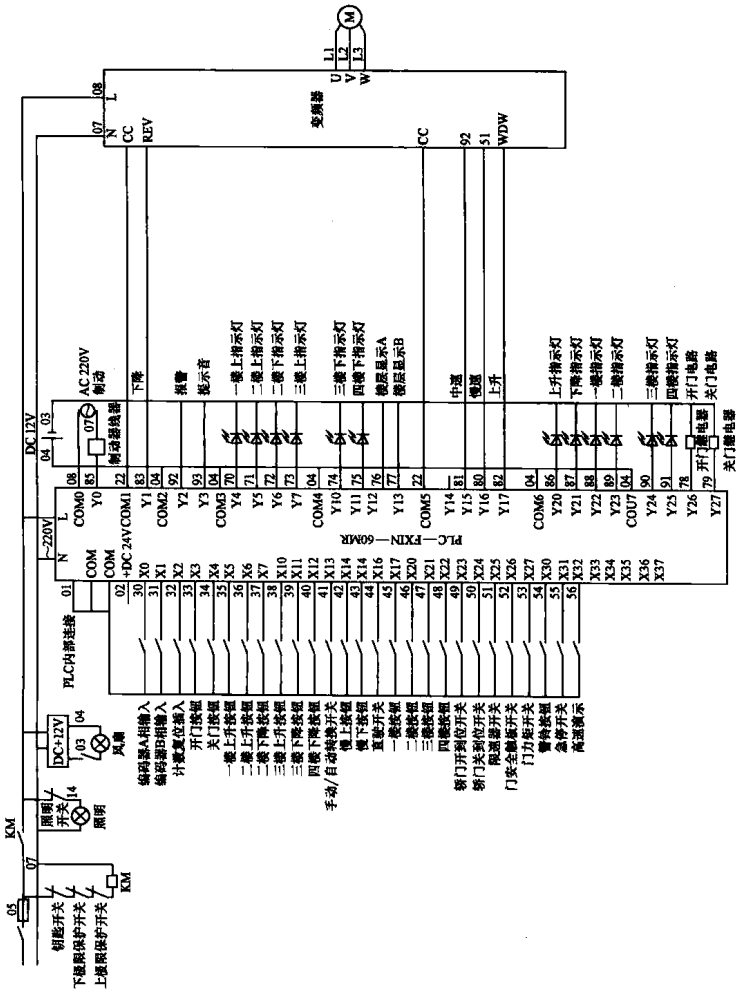 M
L1
L2
L3
U
V
W
变频器
08
L
07
N
CC
REV
CC
92
51
WDW
下降
报警
提示音
一楼上指示灯
二楼上指示灯
二楼下指示灯
三楼上指示灯
三楼下指示灯
四楼下指示灯
楼层显示A
楼层显示B
中速
慢速
上升
上升指示灯
下降指示灯
一楼指示灯
二楼指示灯
三楼指示灯
四楼指示灯
开门电路
关门电路
AC 220V
制动
DC 12V
03
04
07
制动器线器
开门继电器
关门继电器
08 COM0
85 Y0
22 COM1
83 Y1
04 COM2
92 Y2
93 Y3
04 COM3
70 Y4
71 Y5
72 Y6
73 Y7
04 COM4
74 Y10
75 Y11
76 Y12
77 Y13
22 COM5
Y14
81 Y15
80 Y16
82 Y17
04 COM6
86 Y20
87 Y21
88 Y22
89 Y23
04 COU7
90 Y24
91 Y25
78 Y26
79 Y27
PLC—FXIN—60MR
~220V
L
N
01
COM
COM
02 +DC 24V
PLC内部连接
30 X0 编码器A相输入
31 X1 编码器B相输入
32 X2 计数复位插入
33 X3 开门按钮
34 X4 关门按钮
35 X5 一楼上升按钮
36 X6 二楼上升按钮
37 X7 二楼下降按钮
38 X10 三楼上升按钮
39 X11 三楼下降按钮
40 X12 四楼下降按钮
41 X13 手动/自动转换开关
42 X14 慢上按钮
43 X14 慢下按钮
44 X16 直驶开关
45 X17 一楼按钮
46 X20 二楼按钮
47 X21 三楼按钮
48 X22 四楼按钮
49 X23 轿门开到位开关
50 X24 轿门关到位开关
51 X25 限速器开关
52 X26 门安全触板开关
53 X27 门力矩开关
54 X30 警铃按钮
55 X31 急停开关
56 X32 高速演示
X33
X34
X35
X36
X37
DC+12V
04
03
风扇
KM
照明
开关
14
照明
07
KM
05
钥匙开关
下极限保护开关
上极限保护开关